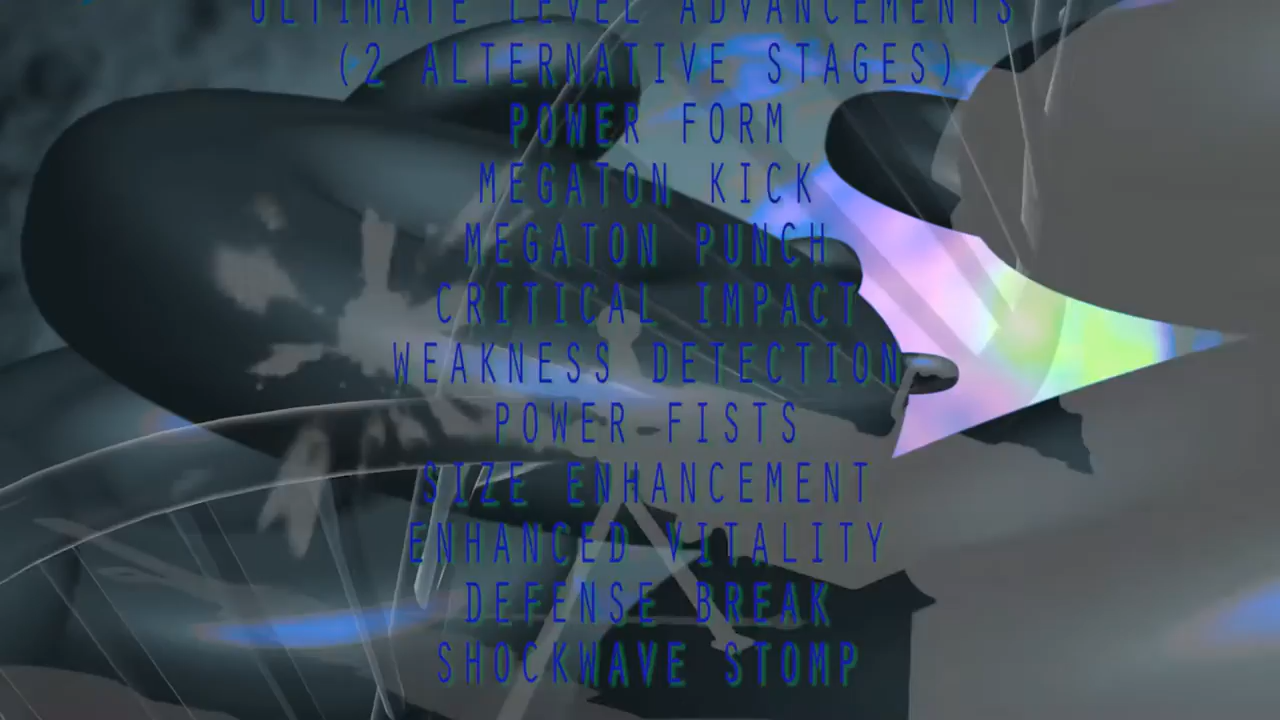 ULTIMATE LEVEL ADVANCEMENTS
(2 ALTERNATIVE STAGES)
POWER FORM
MEGATON KICK
MEGATON PUNCH
CRITICAL IMPACT
WEAKNESS DETECTION
POWER FISTS
SIZE ENHANCEMENT
ENHANCED VITALITY
DEFENSE BREAK
SHOCKWAVE STOMP